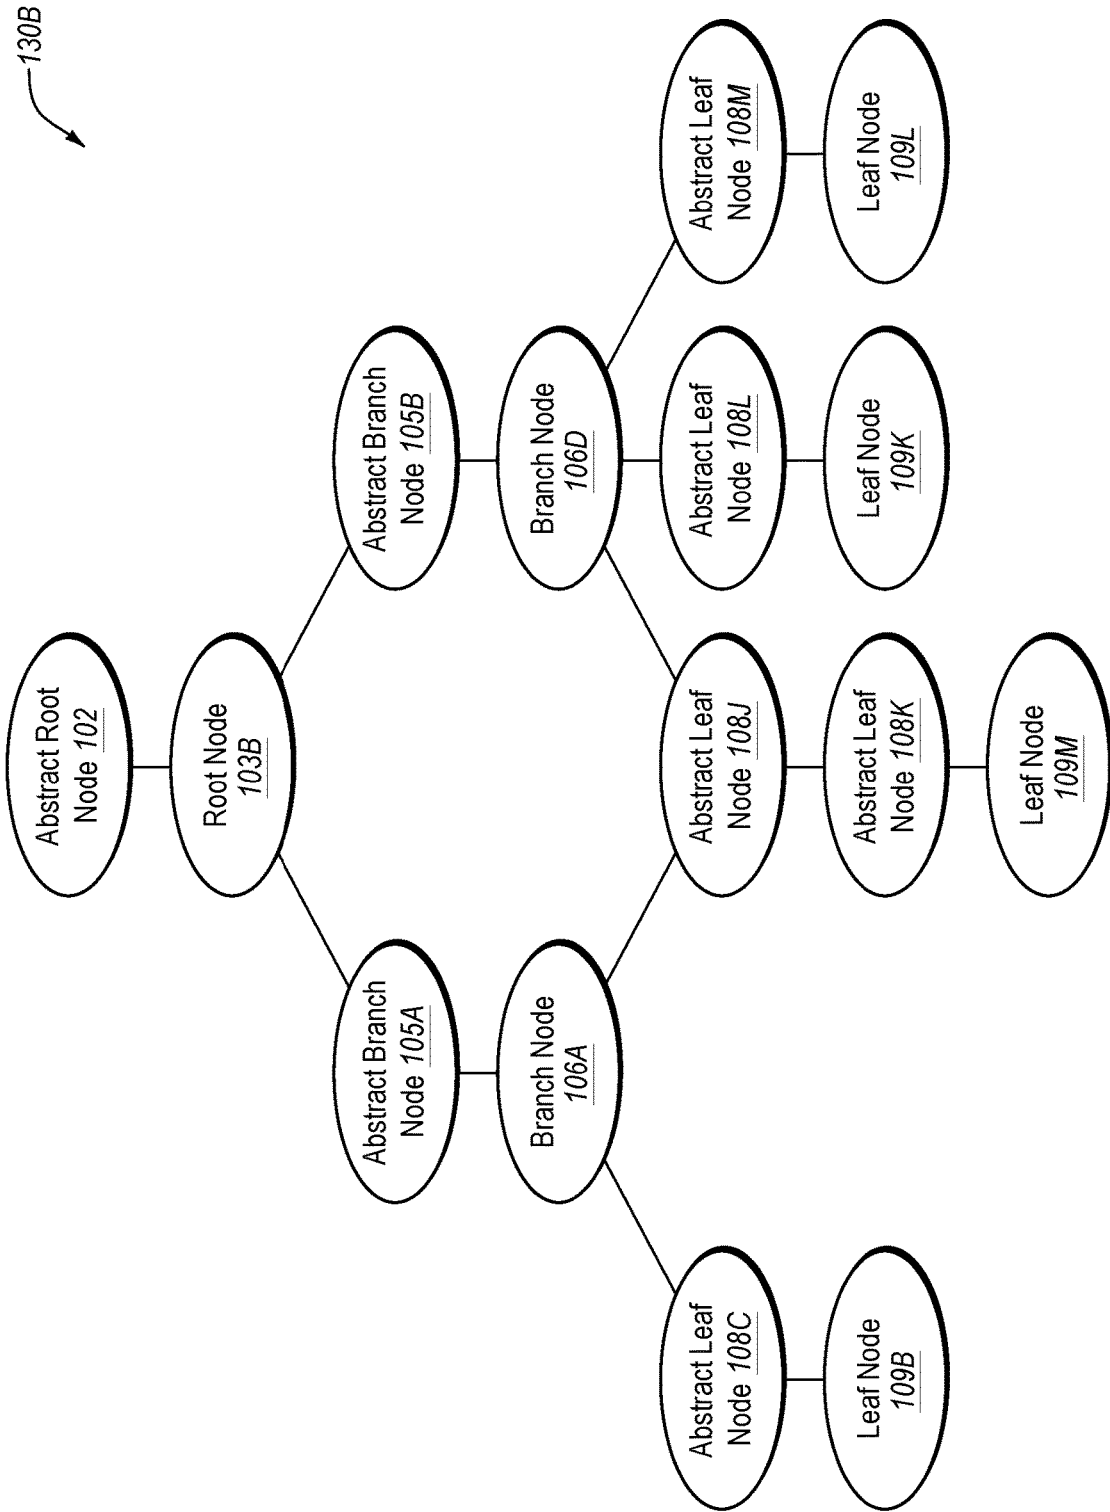 130B
Abstract Root
Node 102
Root Node
103B
Abstract Branch
Node 105A
Abstract Branch
Node 105B
Branch Node
106A
Branch Node
106D
Abstract Leaf
Node 108C
Abstract Leaf
Node 108J
Abstract Leaf
Node 108L
Abstract Leaf
Node 108M
Leaf Node
109B
Abstract Leaf
Node 108K
Leaf Node
109K
Leaf Node
109L
Leaf Node
109M